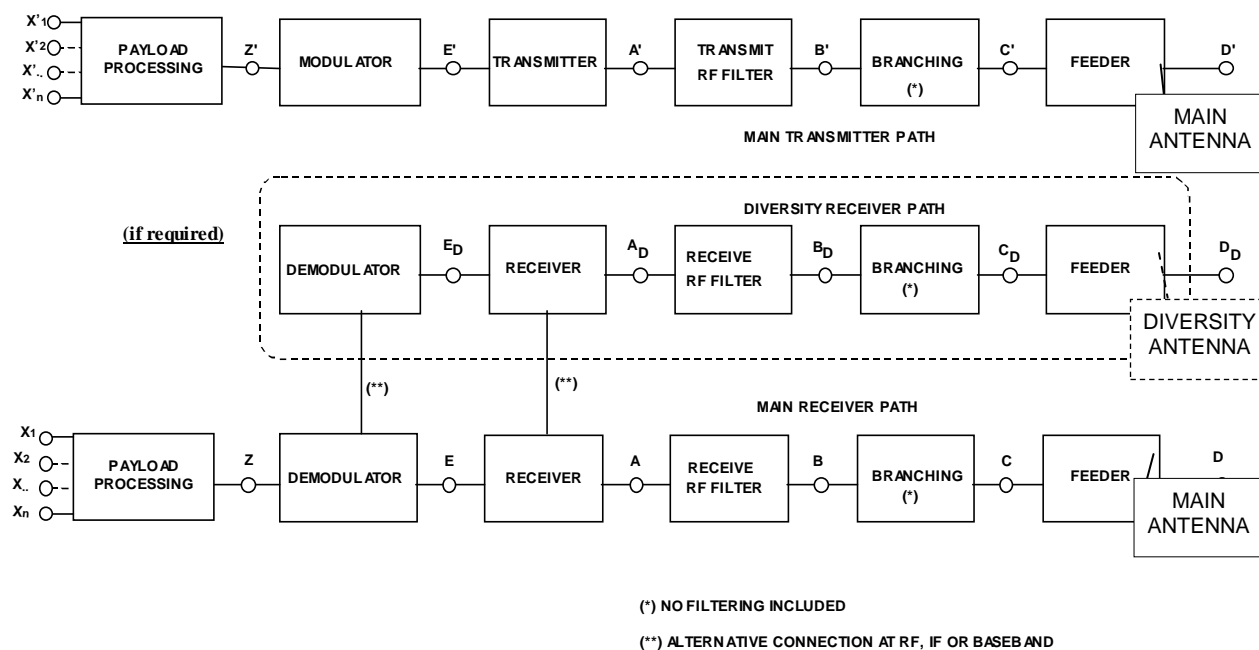 X'1
X'2
X'..
X'n
PAYLOAD
PROCESSING
Z'
MODULATOR
E'
TRANSMITTER
A'
TRANSMIT
RF FILTER
B'
BRANCHING
(*)
C'
FEEDER
D'
MAIN
ANTENNA
MAIN TRANSMITTER PATH
(if required)
DIVERSITY RECEIVER PATH
DEMODULATOR
ED
RECEIVER
AD
RECEIVE
RF FILTER
BD
BRANCHING
(*)
CD
FEEDER
DD
DIVERSITY
ANTENNA
(**)
(**)
MAIN RECEIVER PATH
X1
X2
X..
Xn
PAYLOAD
PROCESSING
Z
DEMODULATOR
E
RECEIVER
A
RECEIVE
RF FILTER
B
BRANCHING
(*)
C
FEEDER
D
MAIN
ANTENNA
(*) NO FILTERING INCLUDED
(**) ALTERNATIVE CONNECTION AT RF, IF OR BASEBAND